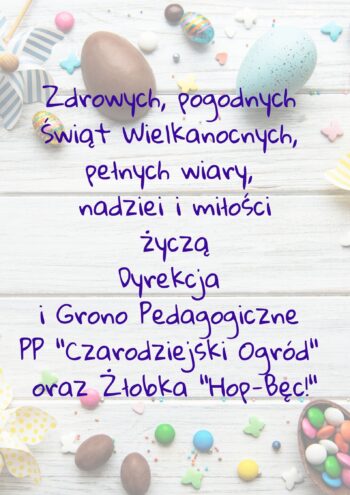 Zdrowych, pogodnych
Świąt Wielkanocnych,
pełnych wiary,
nadziei i miłości
życzą
Dyrekcja
i Grono Pedagogiczne
PP "Czarodziejski Ogród"
oraz Żłobka "Hop-Bęc!"